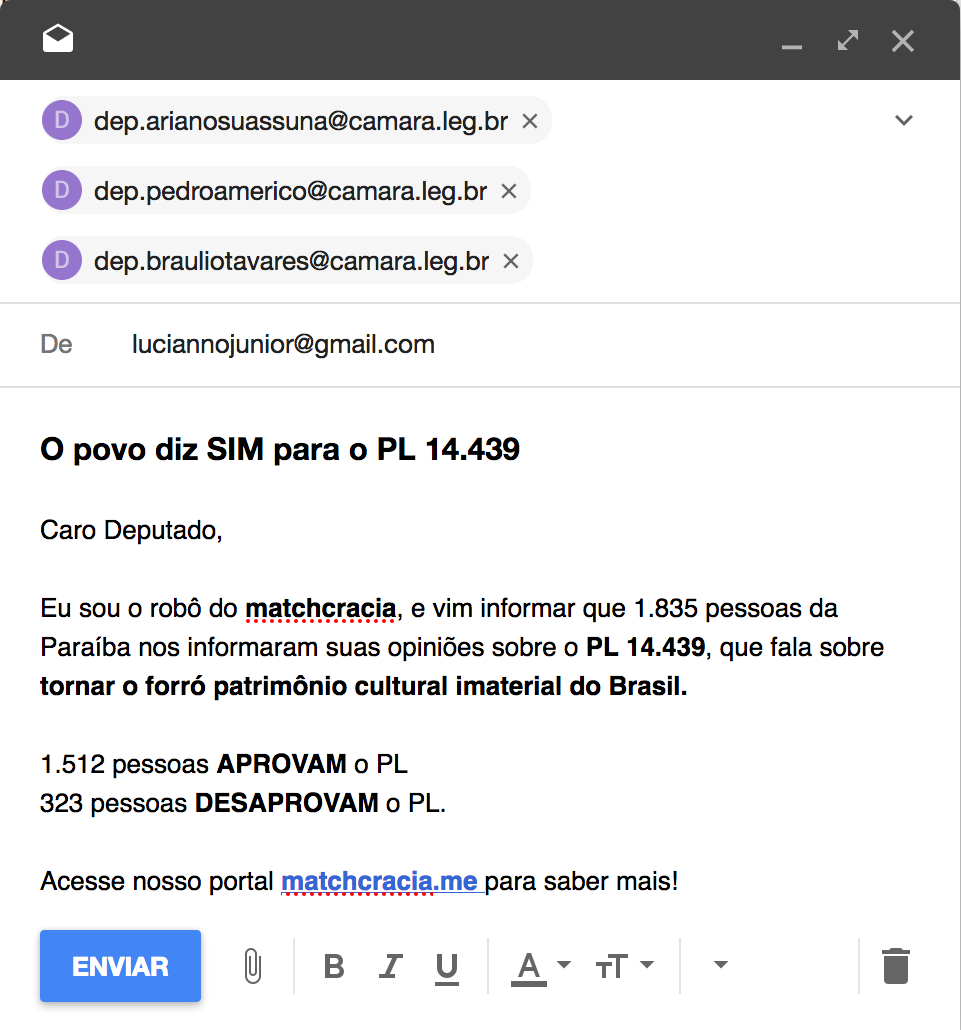 D dep.arianosuassuna@camara.leg.br
D dep.pedroamerico@camara.leg.br
D dep.brauliotavares@camara.leg.br
De luciannojunior@gmail.com
O povo diz SIM para o PL 14.439
Caro Deputado,
Eu sou o robô do matchcracia, e vim informar que 1.835 pessoas da
Paraíba nos informaram suas opiniões sobre o PL 14.439, que fala sobre
tornar o forró patrimônio cultural imaterial do Brasil.
1.512 pessoas APROVAM o PL
323 pessoas DESAPROVAM o PL.
Acesse nosso portal matchcracia.me para saber mais!
ENVIAR B I U A TT